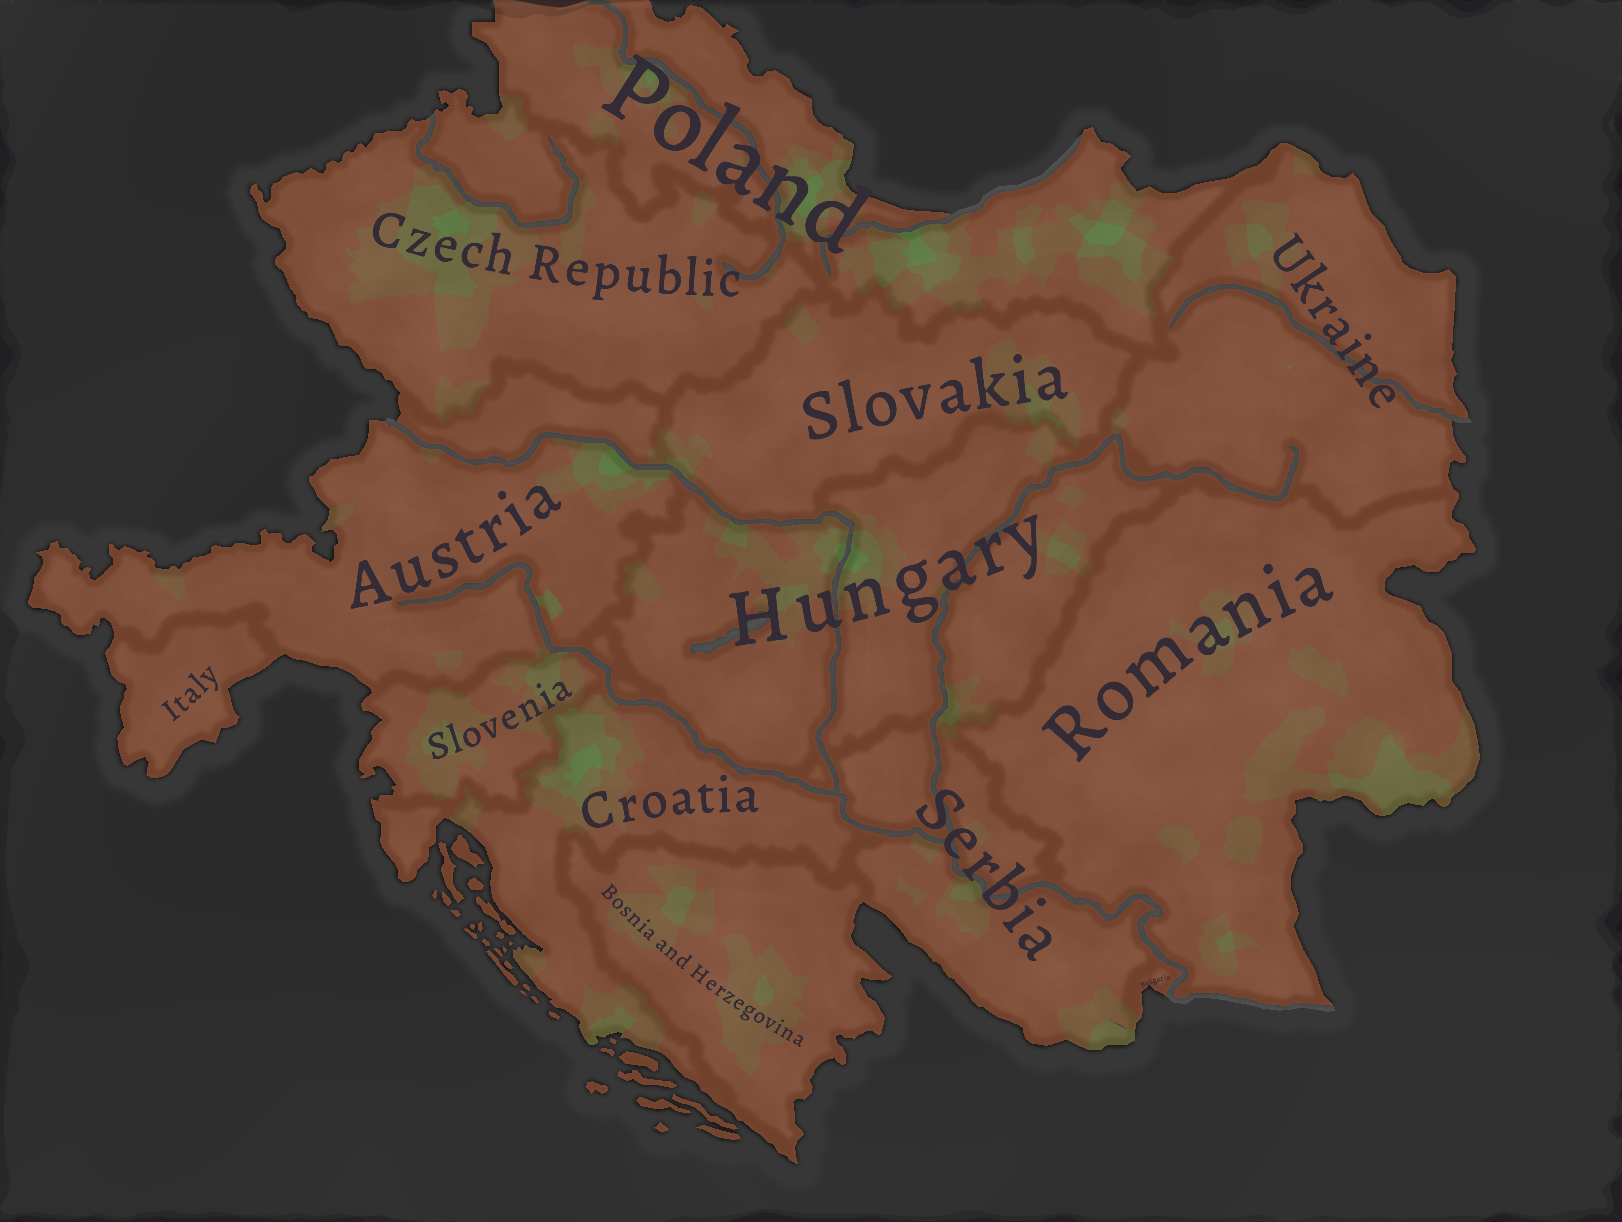 Poland
Czech Republic
Ukraine
Slovakia
Austria
Hungary
Romania
Italy
Slovenia
Croatia
Serbia
Bosnia and Herzegovina
Bulgaria